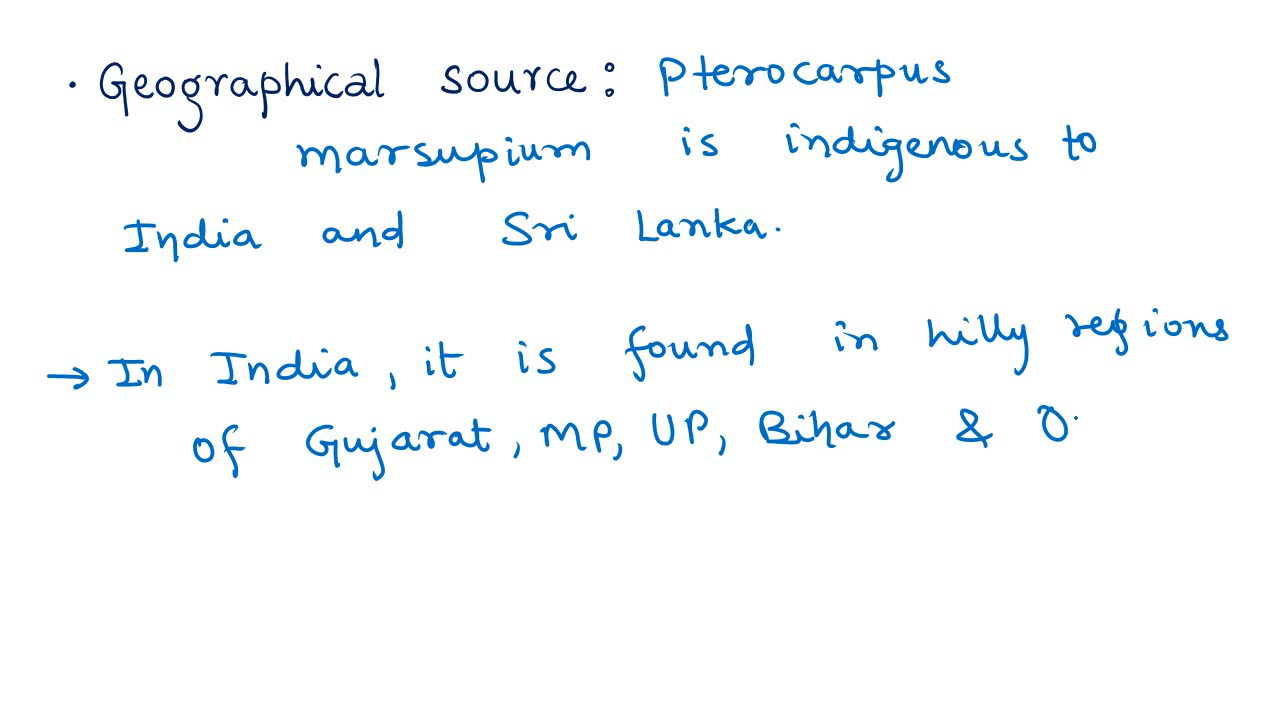 · Geographical source: Pterocarpus
marsupium is indigenous to
India and Sri Lanka.
→ In India, it is found in hilly regions
of Gujarat, MP, UP, Bihar & O